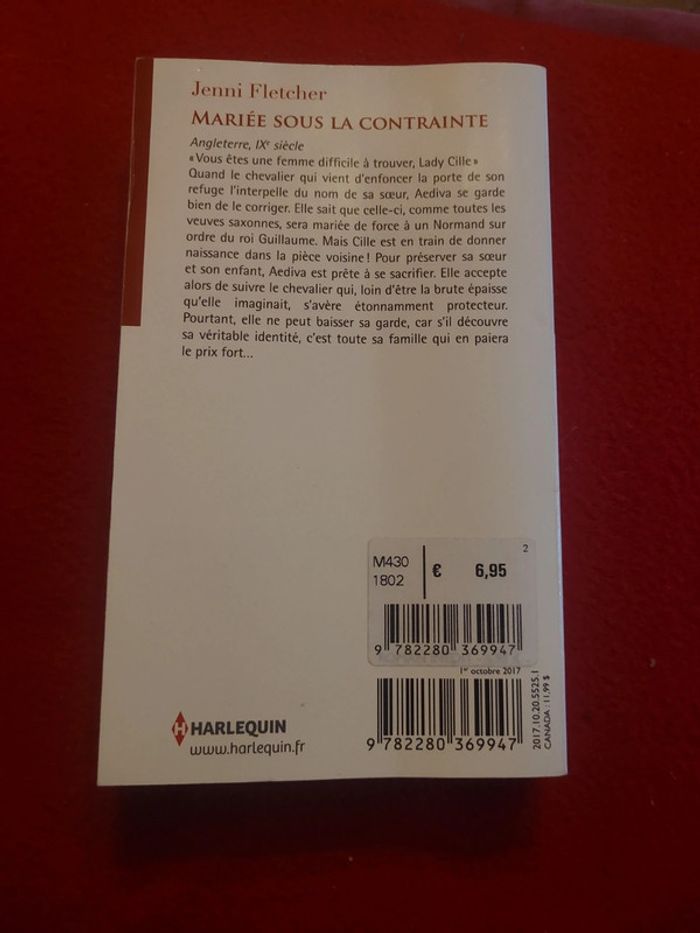 Jenni Fletcher
MARIÉE SOUS LA CONTRAINTE
Angleterre, IXe siècle
« Vous êtes une femme difficile à trouver, Lady Cille »
Quand le chevalier qui vient d'enfoncer la porte de son
refuge l'interpelle du nom de sa sœur, Aediva se garde
bien de le corriger. Elle sait que celle-ci, comme toutes les
veuves saxonnes, sera mariée de force à un Normand sur
ordre du roi Guillaume. Mais Cille est en train de donner
naissance dans la pièce voisine ! Pour préserver sa sœur
et son enfant, Aediva est prête à se sacrifier. Elle accepte
alors de suivre le chevalier qui, loin d'être la brute épaisse
qu'elle imaginait, s'avère étonnamment protecteur.
Pourtant, elle ne peut baisser sa garde, car s'il découvre
sa véritable identité, c'est toute sa famille qui en paiera
le prix fort...
2
M430
1802
€ 6,95
9 782280 369947
1er octobre 2017
9 782280 369947
2017.10.20.5525.1
CANADA : 11,99 $
HARLEQUIN
www.harlequin.fr